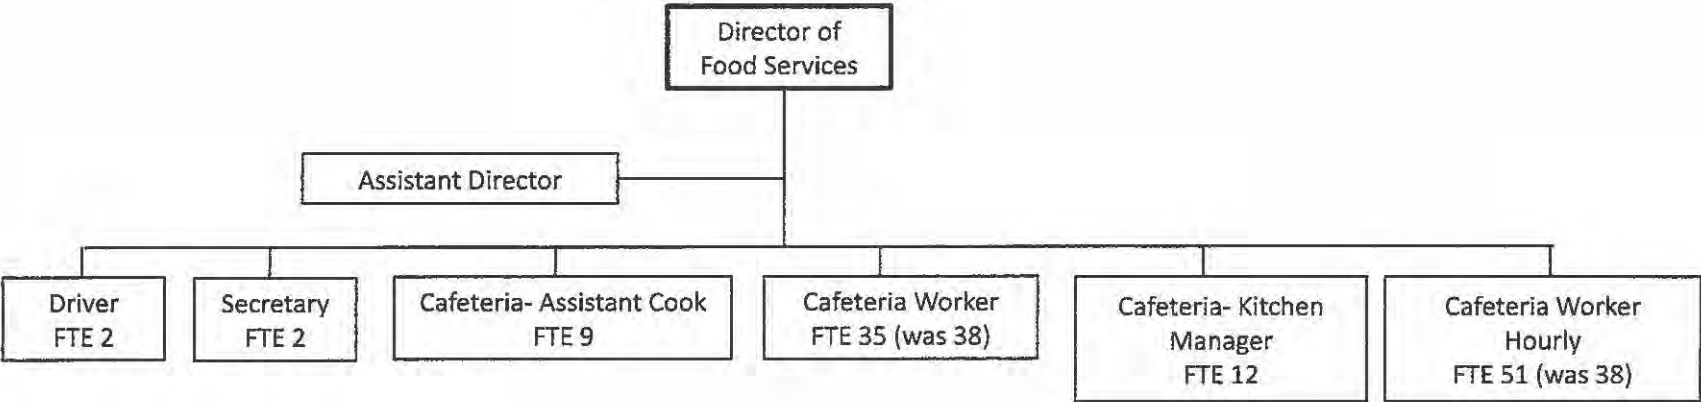 Director of
Food Services
Assistant Director
Driver
FTE 2
Secretary
FTE 2
Cafeteria- Assistant Cook
FTE 9
Cafeteria Worker
FTE 35 (was 38)
Cafeteria- Kitchen
Manager
FTE 12
Cafeteria Worker
Hourly
FTE 51 (was 38)